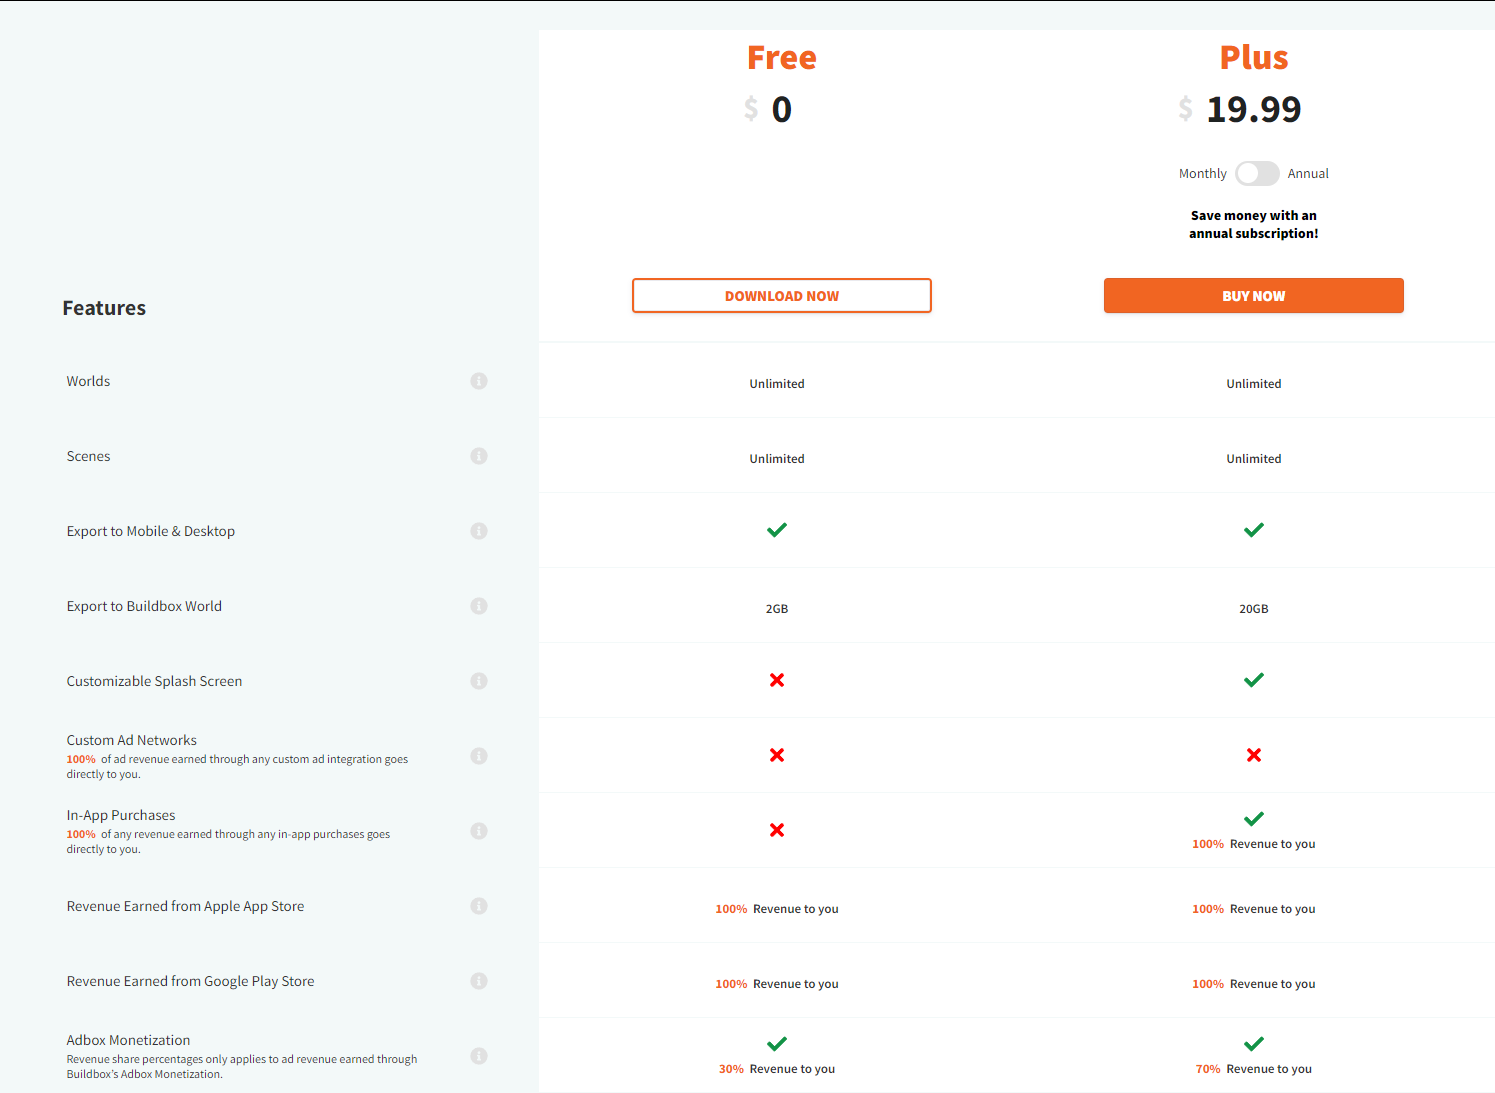 Free
Plus
$ 0
$ 19.99
Monthly Annual
Save money with an
annual subscription!
DOWNLOAD NOW
BUY NOW
Features
Worlds
Unlimited
Unlimited
Scenes
Unlimited
Unlimited
Export to Mobile & Desktop
Export to Buildbox World
2GB
20GB
Customizable Splash Screen
Custom Ad Networks
100% of ad revenue earned through any custom ad integration goes
directly to you.
In-App Purchases
100% of any revenue earned through any in-app purchases goes
directly to you.
100% Revenue to you
Revenue Earned from Apple App Store
100% Revenue to you
100% Revenue to you
Revenue Earned from Google Play Store
100% Revenue to you
100% Revenue to you
Adbox Monetization
Revenue share percentages only applies to ad revenue earned through
Buildbox's Adbox Monetization.
30% Revenue to you
70% Revenue to you